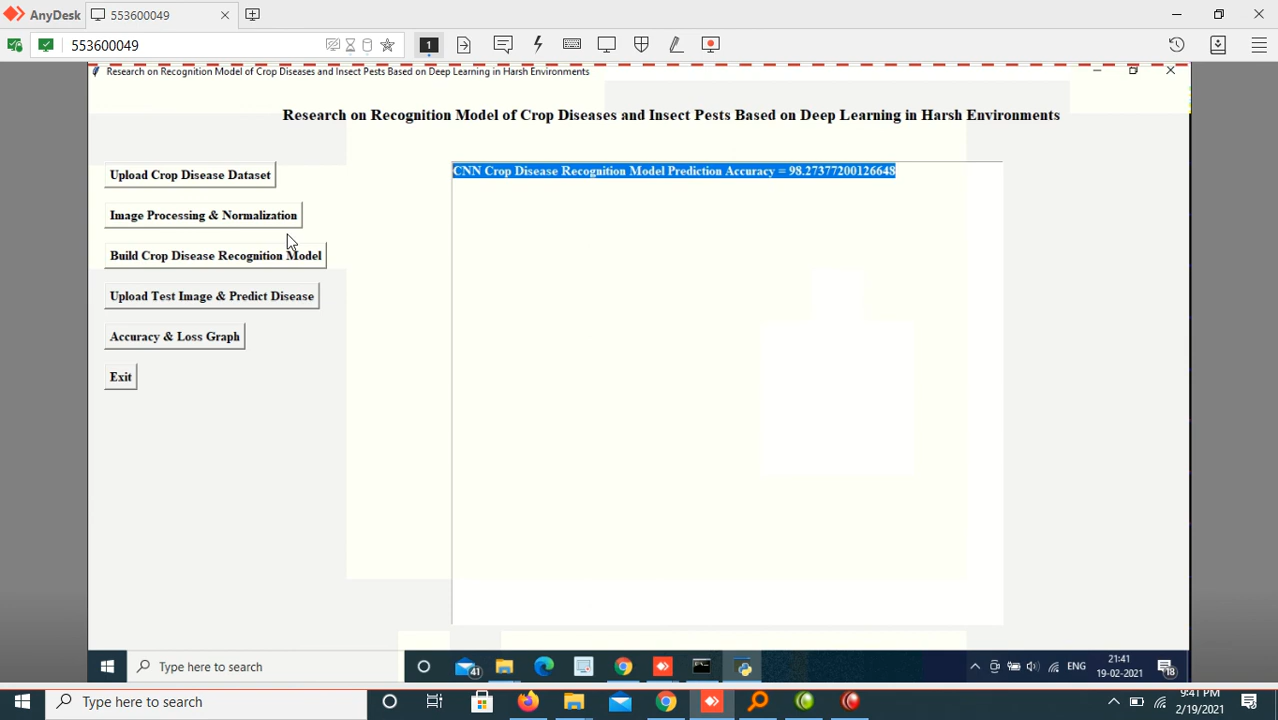 AnyDesk
553600049
553600049
1
Research on Recognition Model of Crop Diseases and Insect Pests Based on Deep Learning in Harsh Environments
Research on Recognition Model of Crop Diseases and Insect Pests Based on Deep Learning in Harsh Environments
Upload Crop Disease Dataset
CNN Crop Disease Recognition Model Prediction Accuracy = 98.27377200126648
Image Processing & Normalization
Build Crop Disease Recognition Model
Upload Test Image & Predict Disease
Accuracy & Loss Graph
Exit
Type here to search
41
ENG
21:41
19-02-2021
18
Type here to search
9:41 PM
2/19/2021